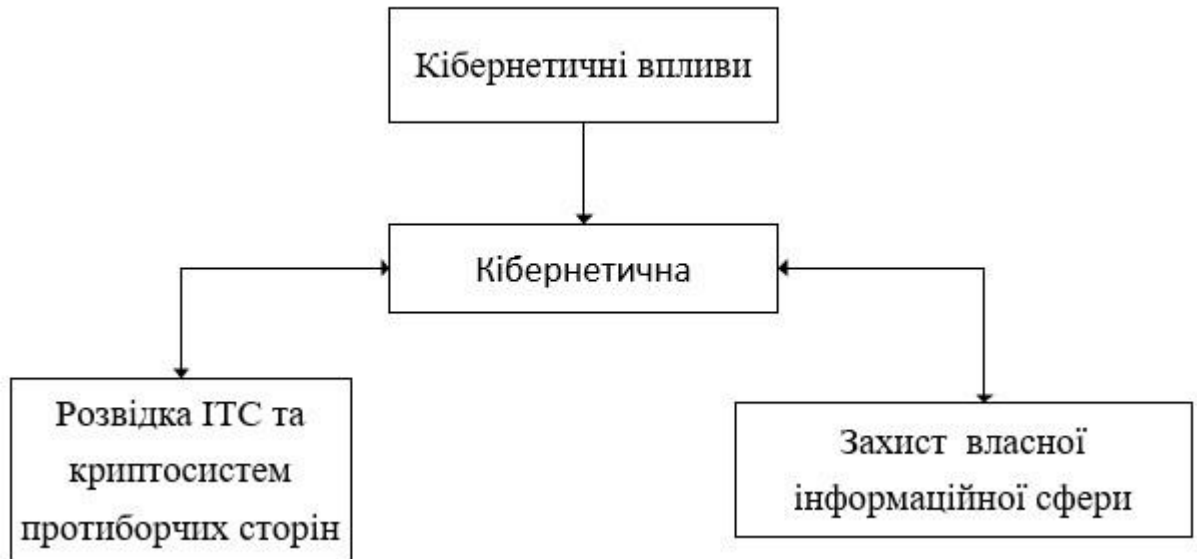 Кібернетичні впливи
Кібернетична
Розвідка ІТС та
криптосистем
протиборчих сторін
Захист власної
інформаційної сфери